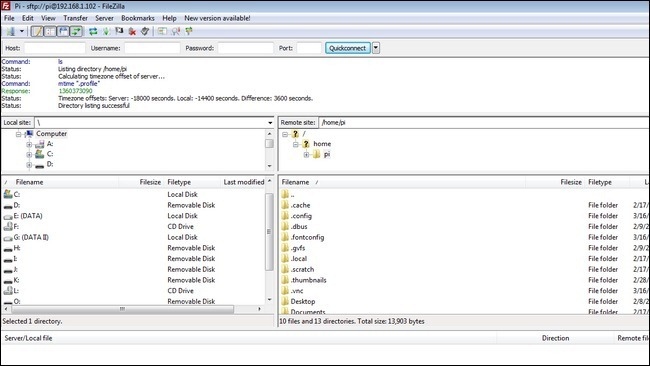 Pi - sftp://pi@192.168.1.102 - FileZilla
File Edit View Transfer Server Bookmarks Help New version available!
Host: Username: Password: Port: Quickconnect
Command: ls
Status: Listing directory /home/pi
Status: Calculating timezone offset of server...
Command: mtime ".profile"
Response: 1360373090
Status: Timezone offsets: Server: -18000 seconds. Local: -14400 seconds. Difference: 3600 seconds.
Status: Directory listing successful
Local site: \
Computer
A:
C:
D:
/ Filename Filesize Filetype Last modified
C: Local Disk
D: Removable Disk
E: (DATA) Local Disk
F: CD Drive
G: (DATA II) Local Disk
H: Removable Disk
I: Removable Disk
J: Removable Disk
K: Removable Disk
L: CD Drive
O: Removable Disk
Selected 1 directory.
Remote site: /home/pi
/
home
pi
Filename / Filesize Filetype L
..
.cache File folder 2/17/
.config File folder 3/16/
.dbus File folder 2/9/2
.fontconfig File folder 3/16/
.gvfs File folder 2/9/2
.local File folder 2/17/
.scratch File folder 2/17/
.thumbnails File folder 2/28/
.vnc File folder 3/16/
Desktop File folder 2/8/2
Documents File folder 2/17/
10 files and 13 directories. Total size: 13,903 bytes
Server/Local file Direction Remote file